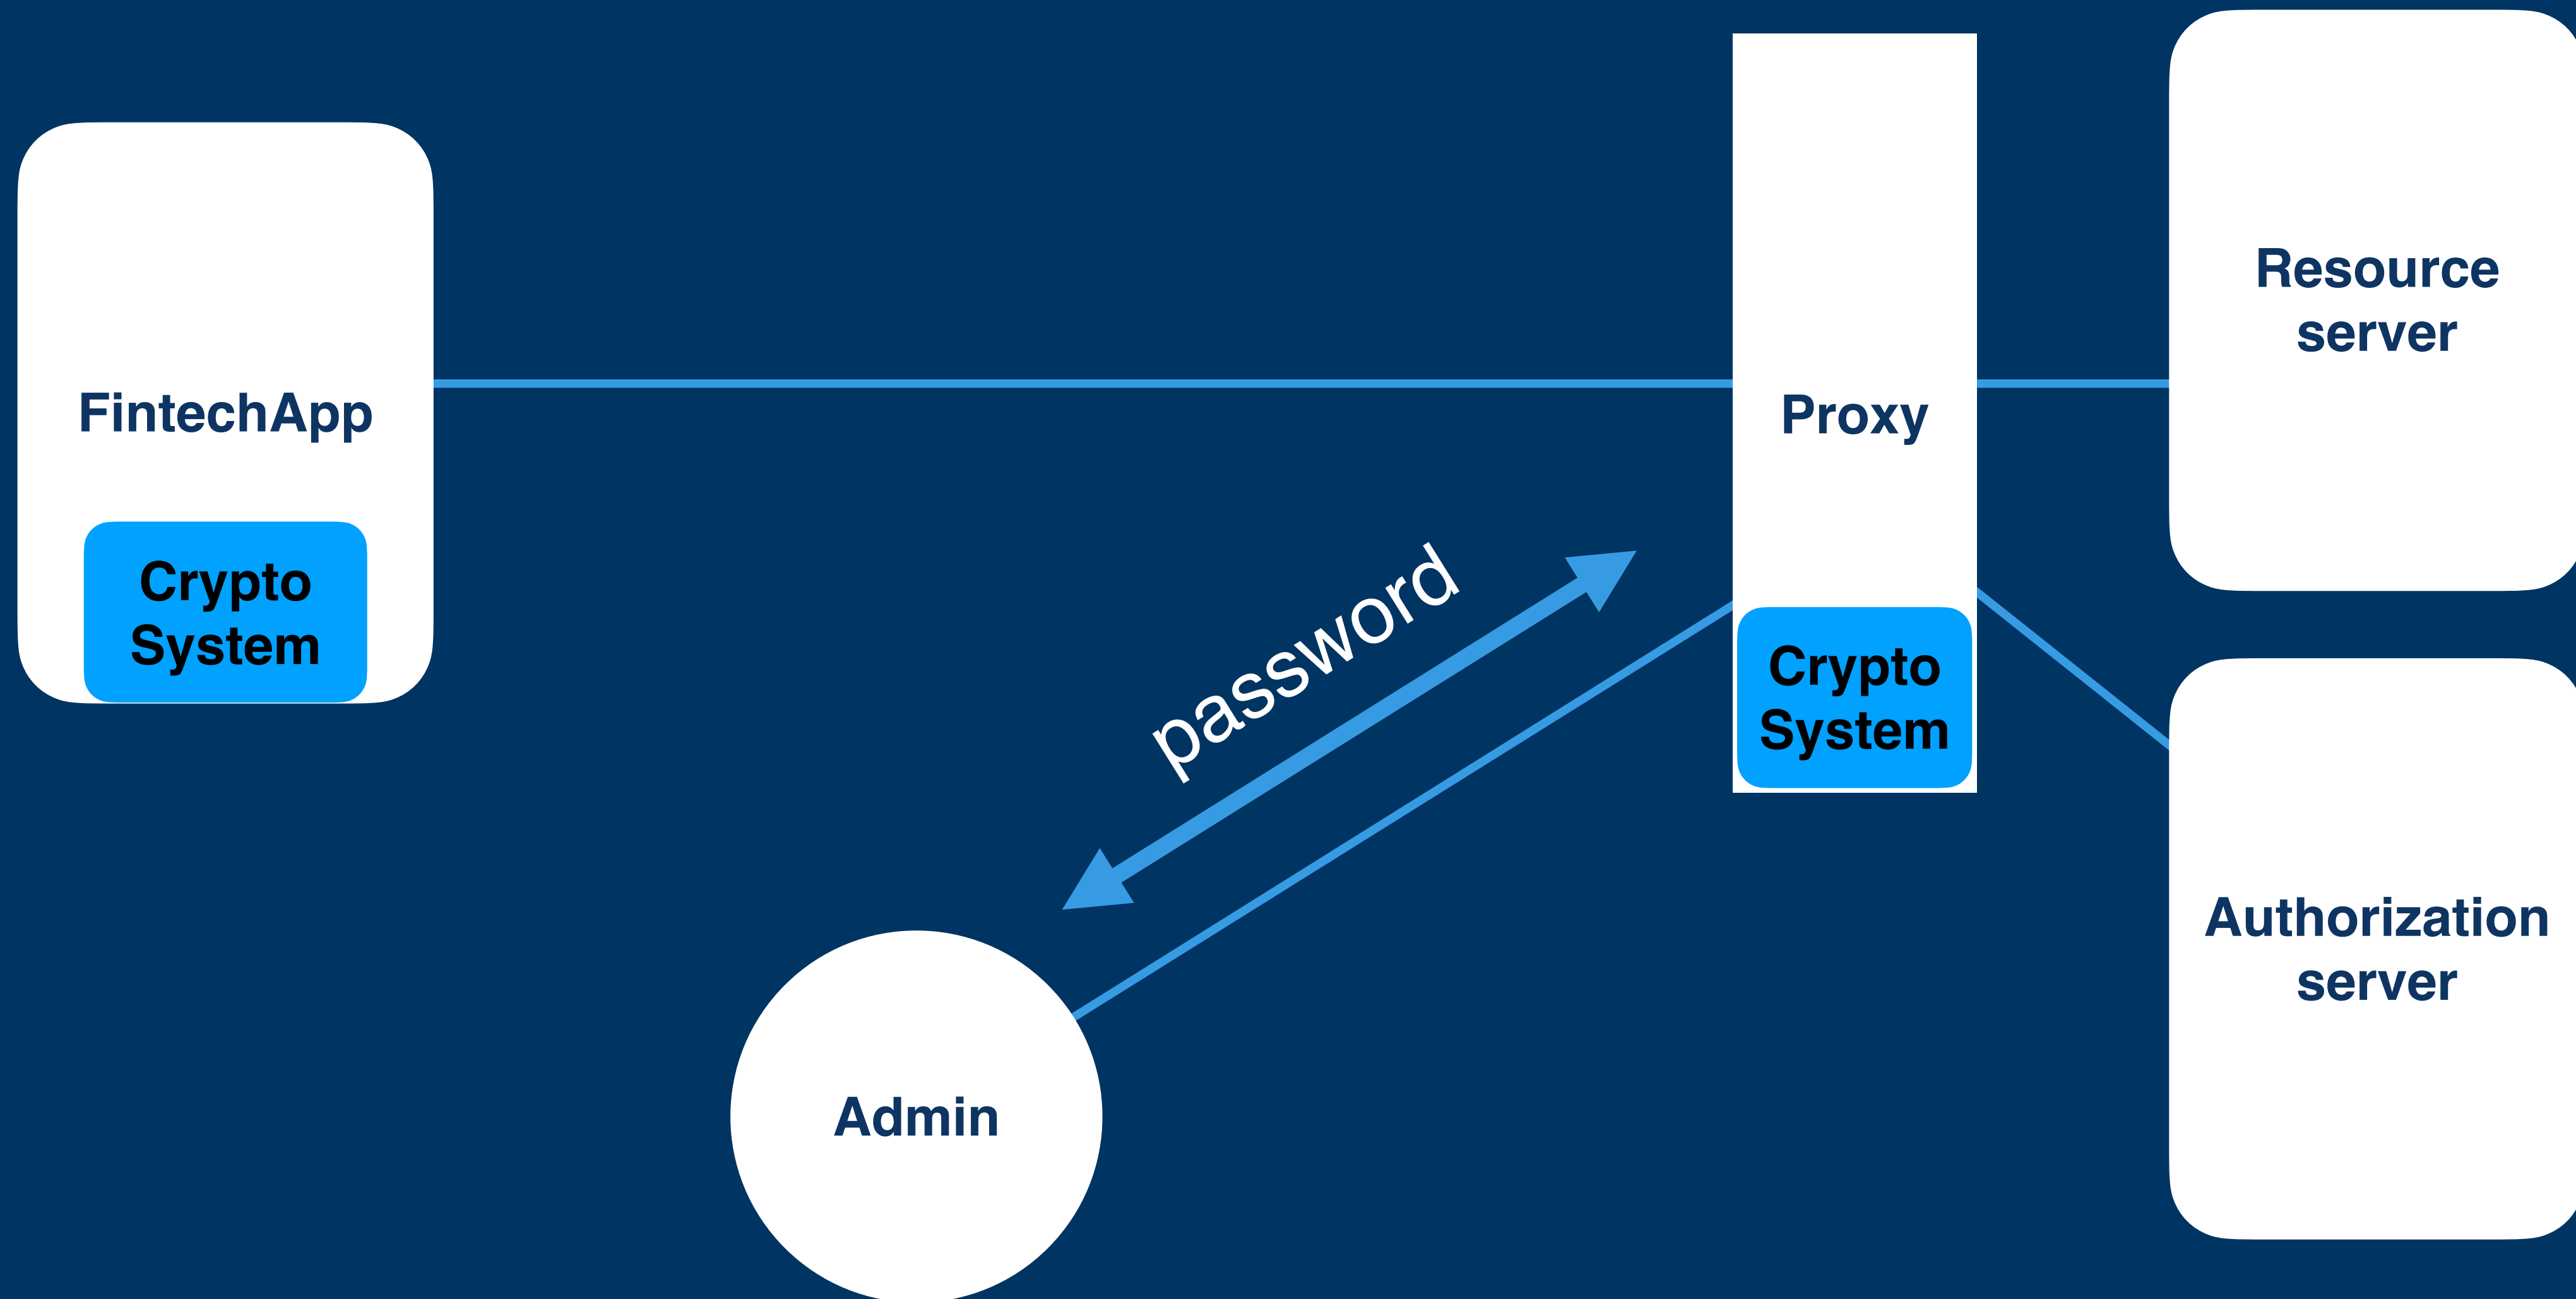 FintechApp
Crypto
System
password
Admin
Proxy
Crypto
System
Resource
server
Authorization
server